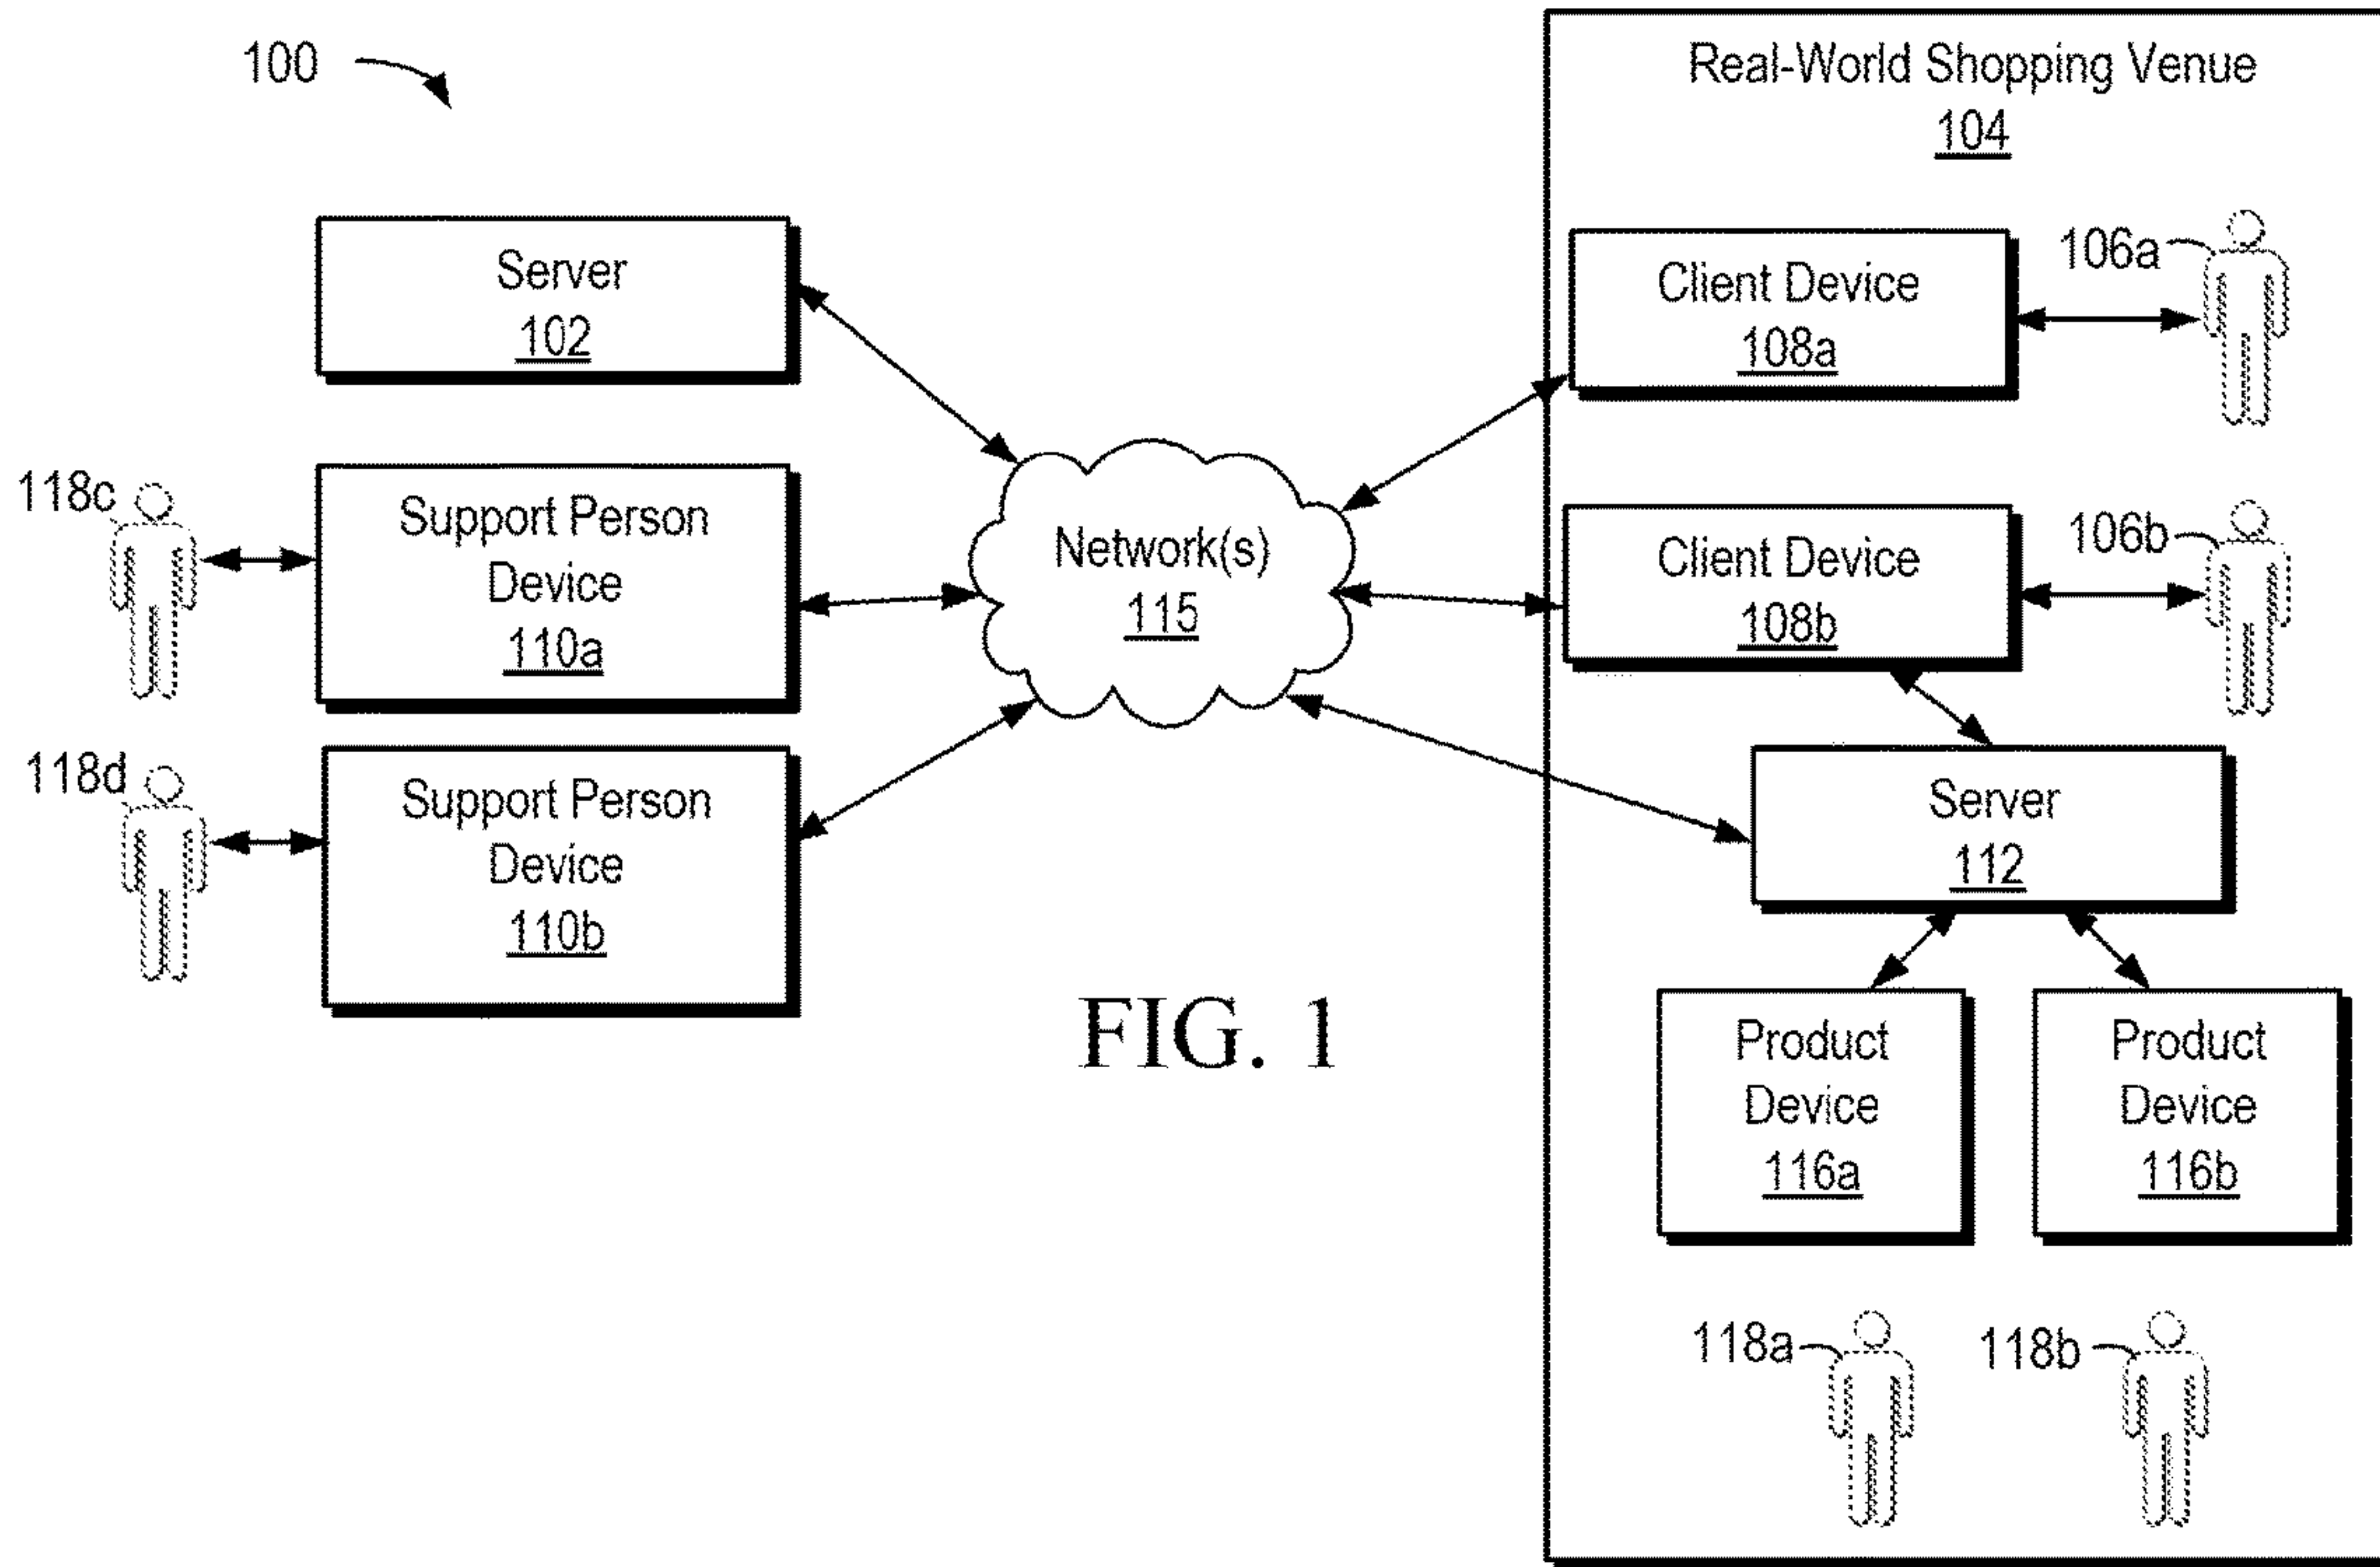 100
Real-World Shopping Venue
104
Server
102
Client Device
108a
106a
118c
Support Person
Device
110a
Network(s)
115
Client Device
108b
106b
118d
Support Person
Device
110b
Server
112
FIG. 1
Product
Device
116a
Product
Device
116b
118a
118b